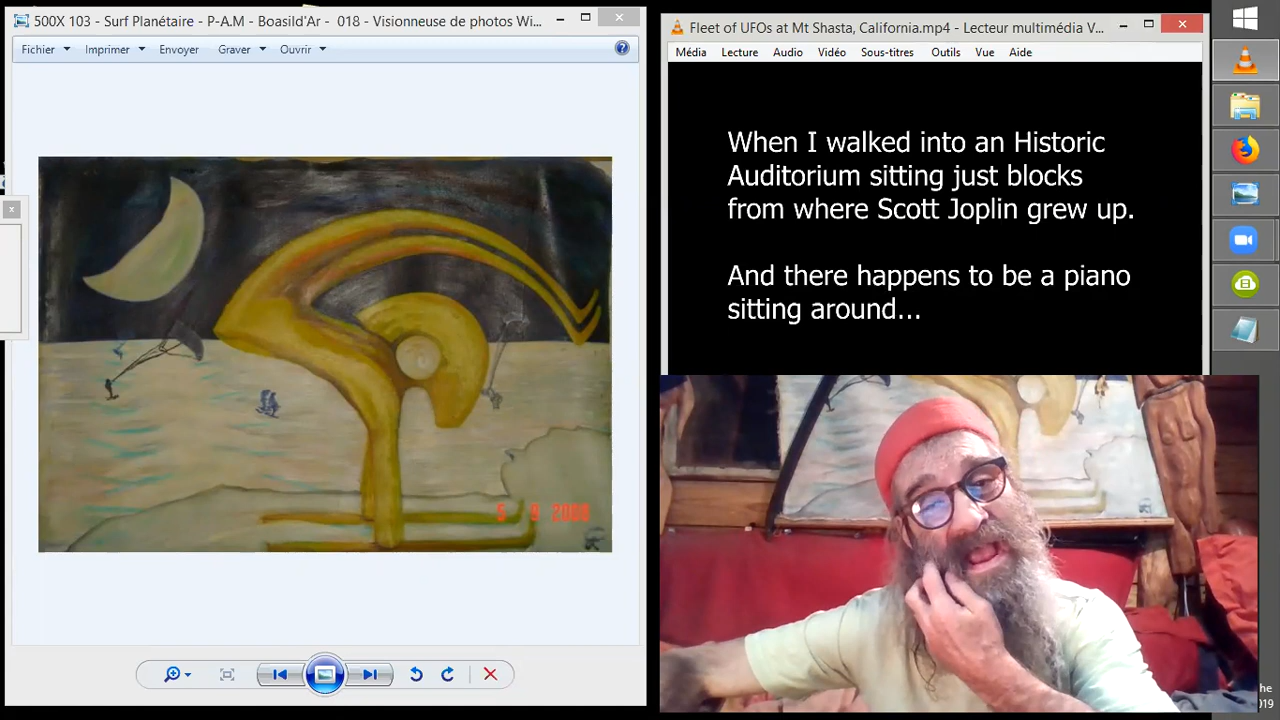 500X 103 - Surf Planétaire - P-A.M - Boasild'Ar - 018 - Visionneuse de photos Wi...
Fichier Imprimer Envoyer Graver Ouvrir
5 9 2008
Fleet of UFOs at Mt Shasta, California.mp4 - Lecteur multimédia V...
Média Lecture Audio Vidéo Sous-titres Outils Vue Aide
When I walked into an Historic
Auditorium sitting just blocks
from where Scott Joplin grew up.
And there happens to be a piano
sitting around...
he
019